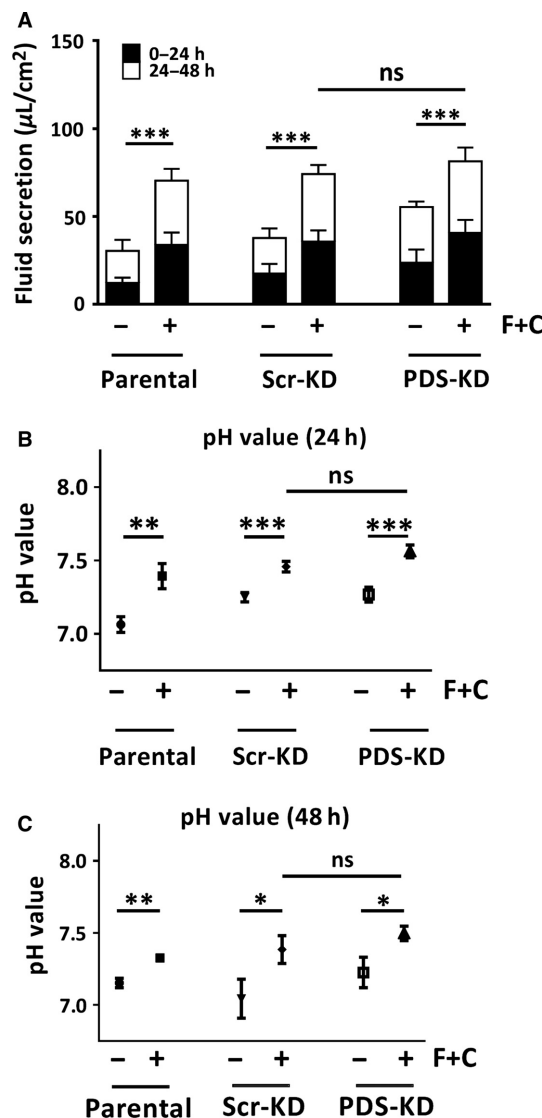 A
150
100
50
0
Fluid secretion (µL/cm²)
0–24 h
24–48 h
ns
*** *** ***
– + – + – + F+C
Parental Scr-KD PDS-KD
B
pH value (24 h)
8.0
7.5
7.0
pH value
ns
** *** ***
– + – + – + F+C
Parental Scr-KD PDS-KD
C
pH value (48 h)
8.0
7.5
7.0
pH value
ns
** * *
– + – + – + F+C
Parental Scr-KD PDS-KD